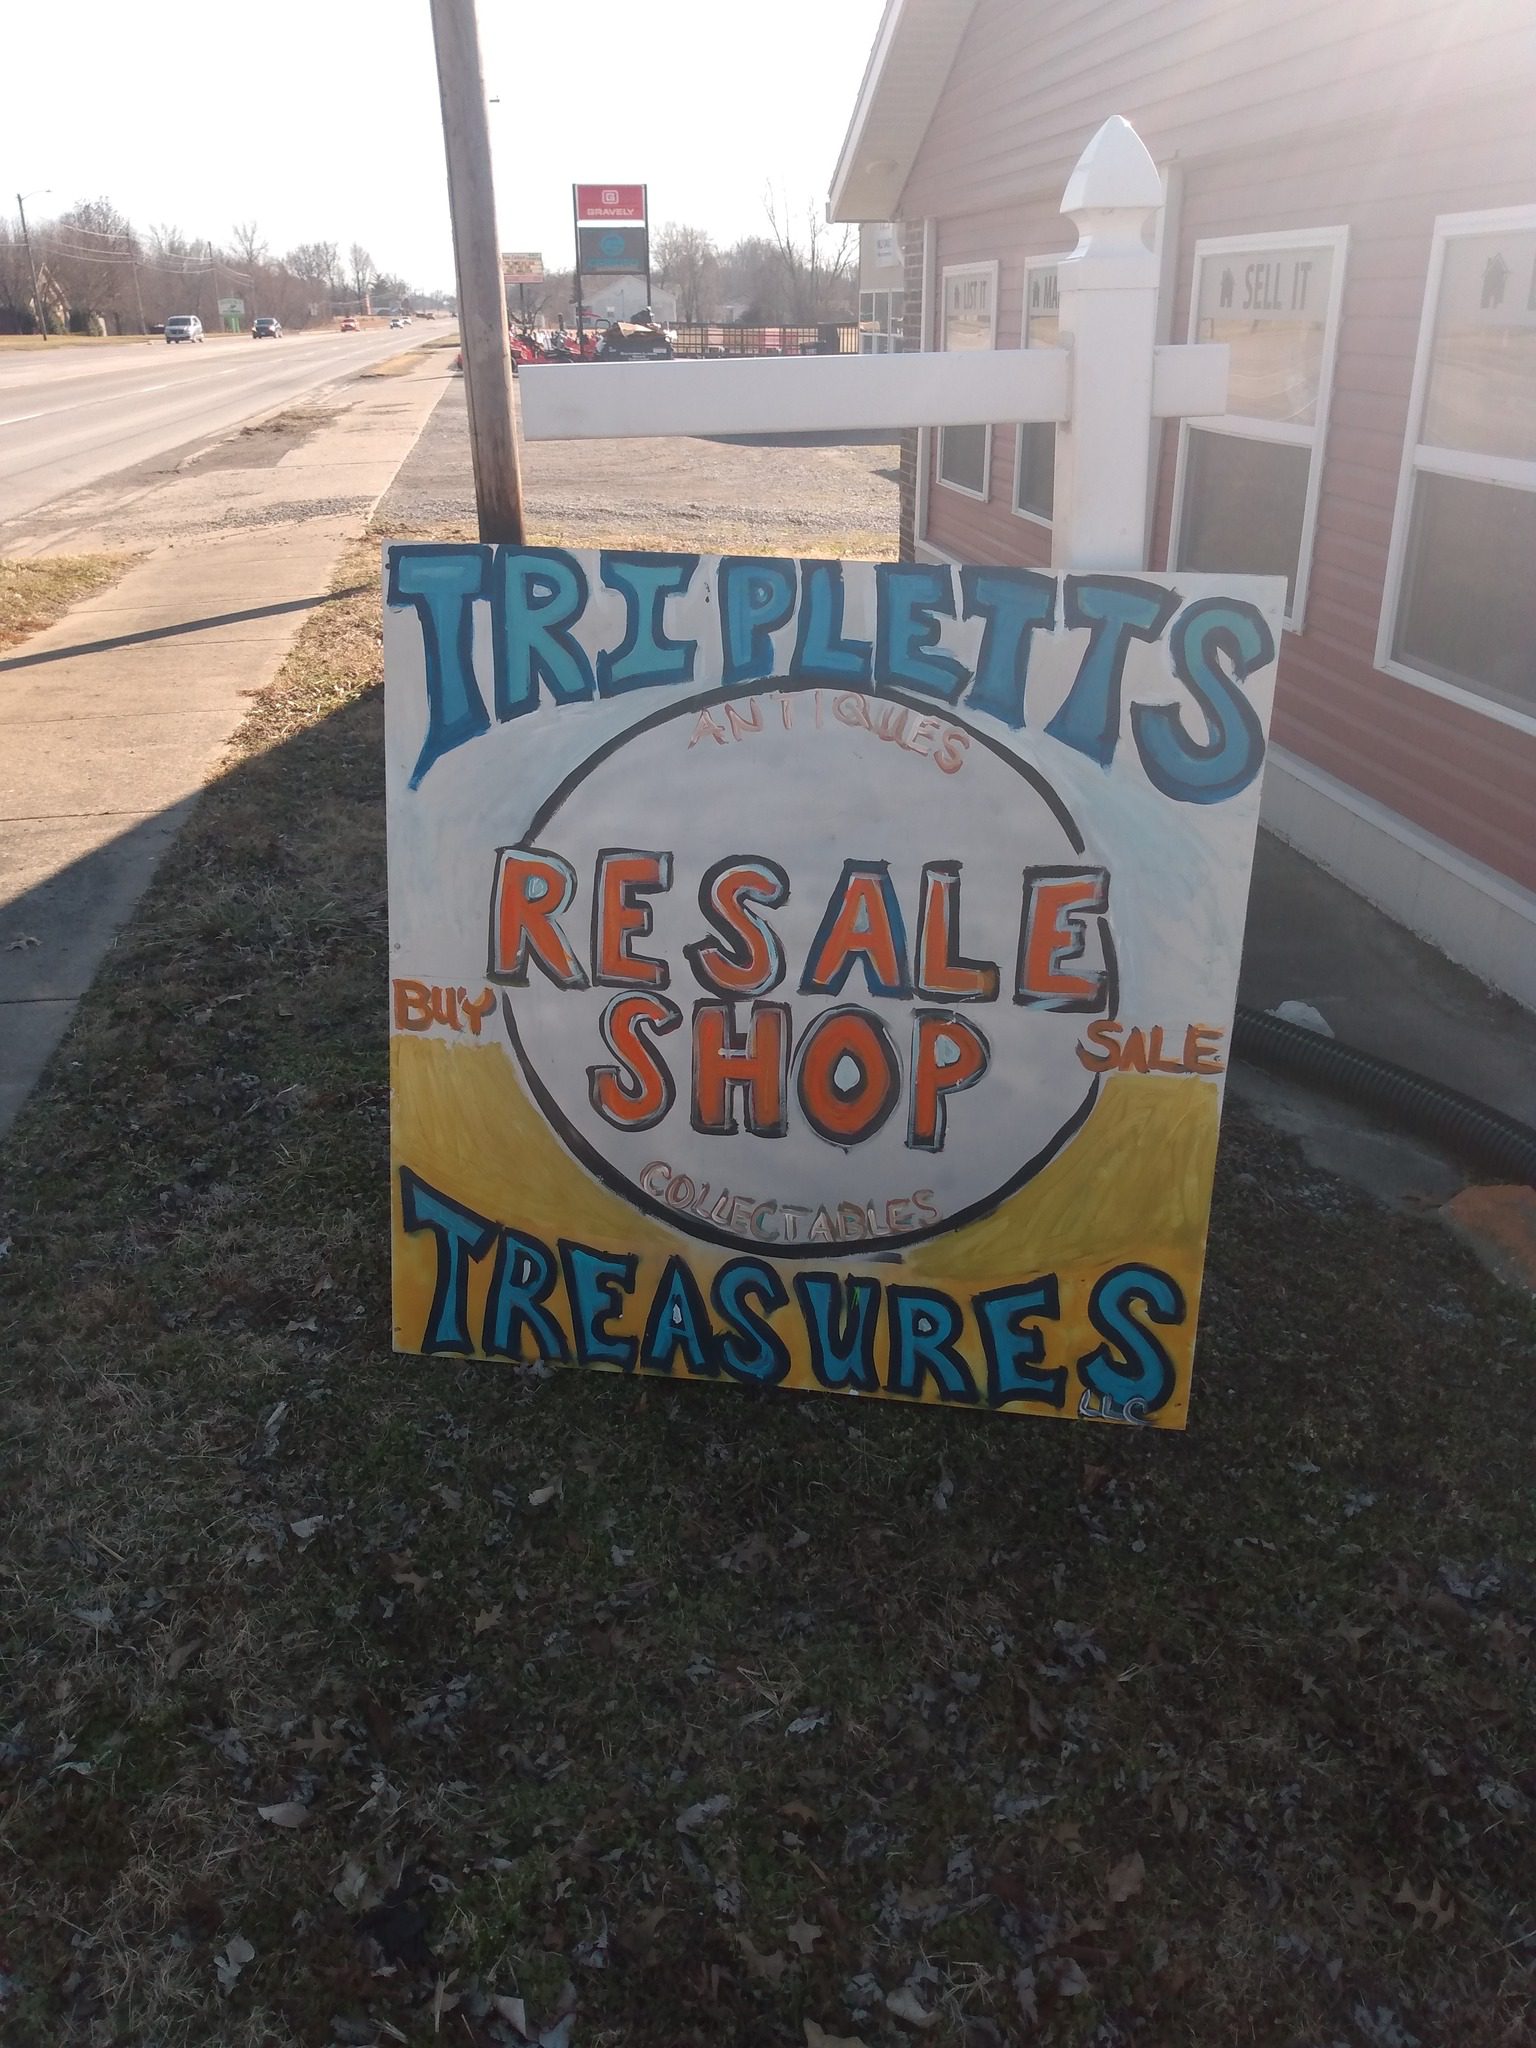 GRAVELY
LIST IT
SELL IT
TRIPLETTS
ANTIQUES
RESALE
SHOP
BUY
SALE
COLLECTABLES
TREASURES
LLC